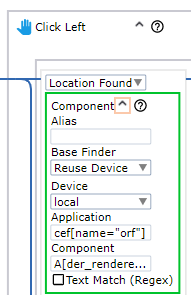 Click Left
Location Found
Component
Alias
Base Finder
Reuse Device
Device
local
Application
cef[name="orf"]
Component
A[der_rendere...
Text Match (Regex)